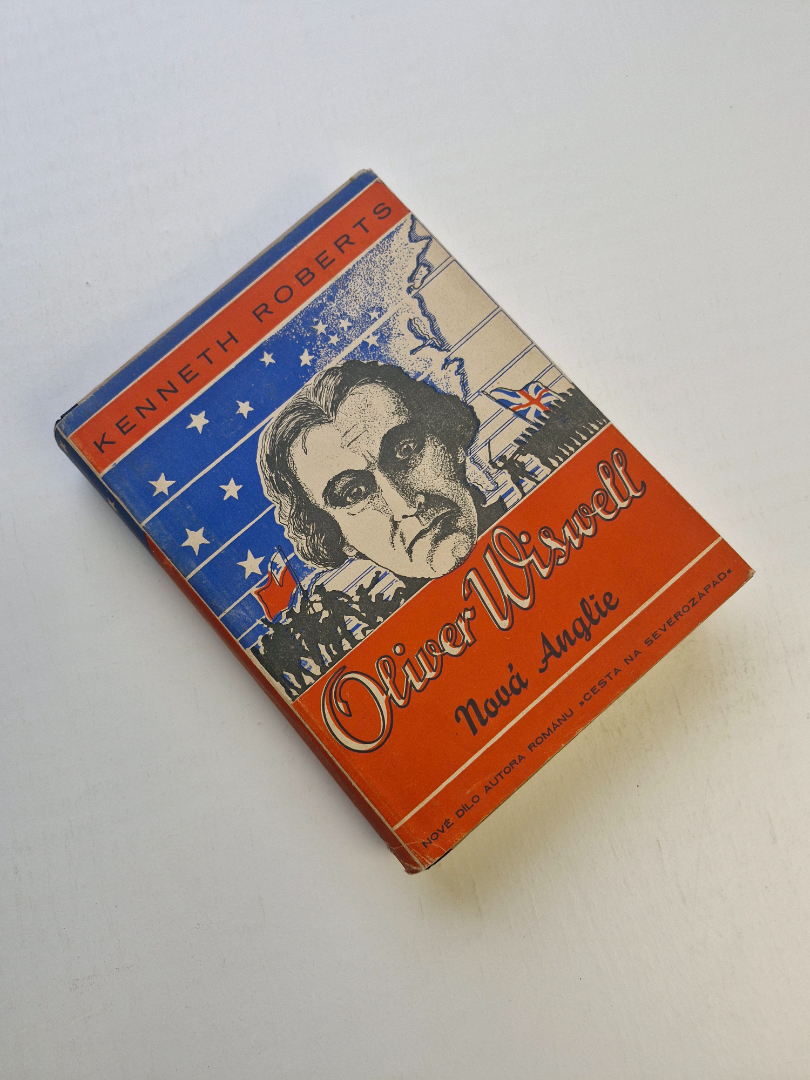 KENNETH ROBERTS
Oliver Wiswell
Nová Anglie
NOVÉ DÍLO AUTORA ROMÁNU »CESTA NA SEVEROZÁPAD«